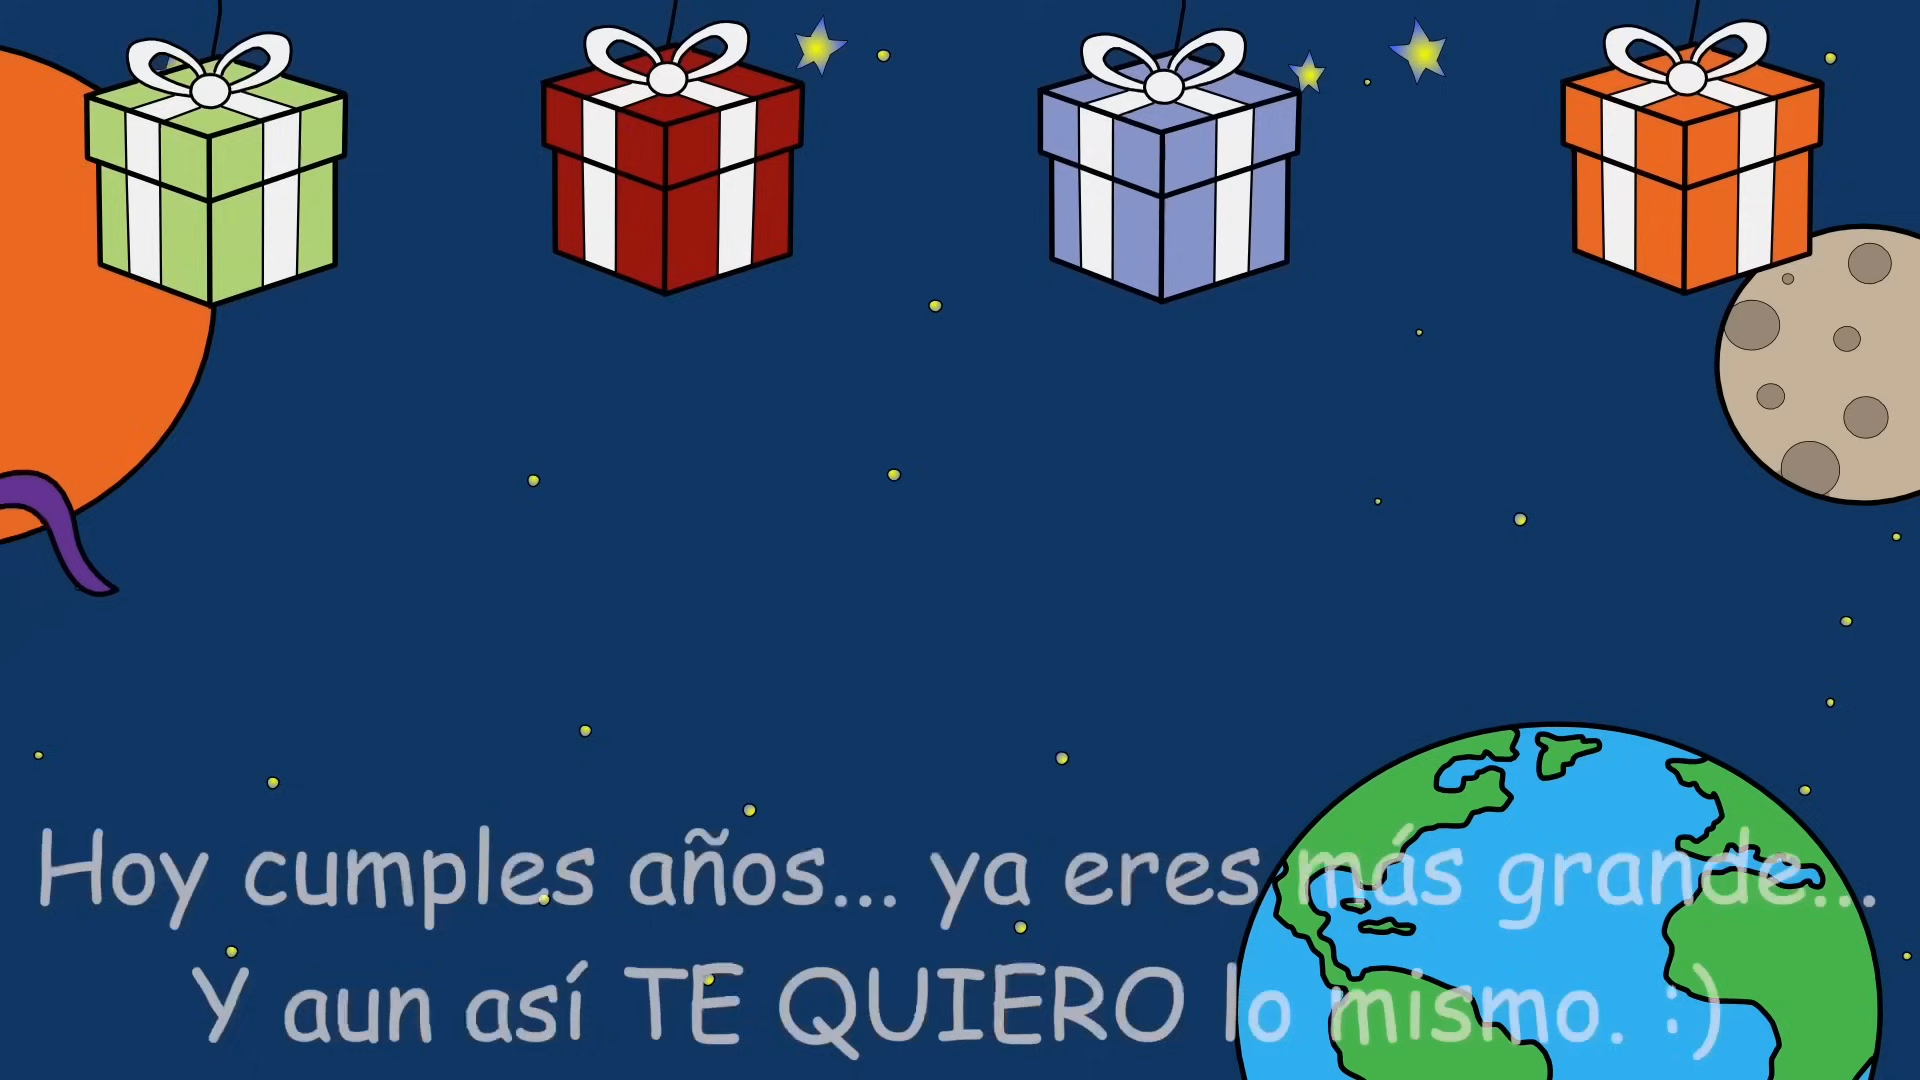 Hoy cumples años... ya eres más grande...
Y aun así TE QUIERO lo mismo. :)